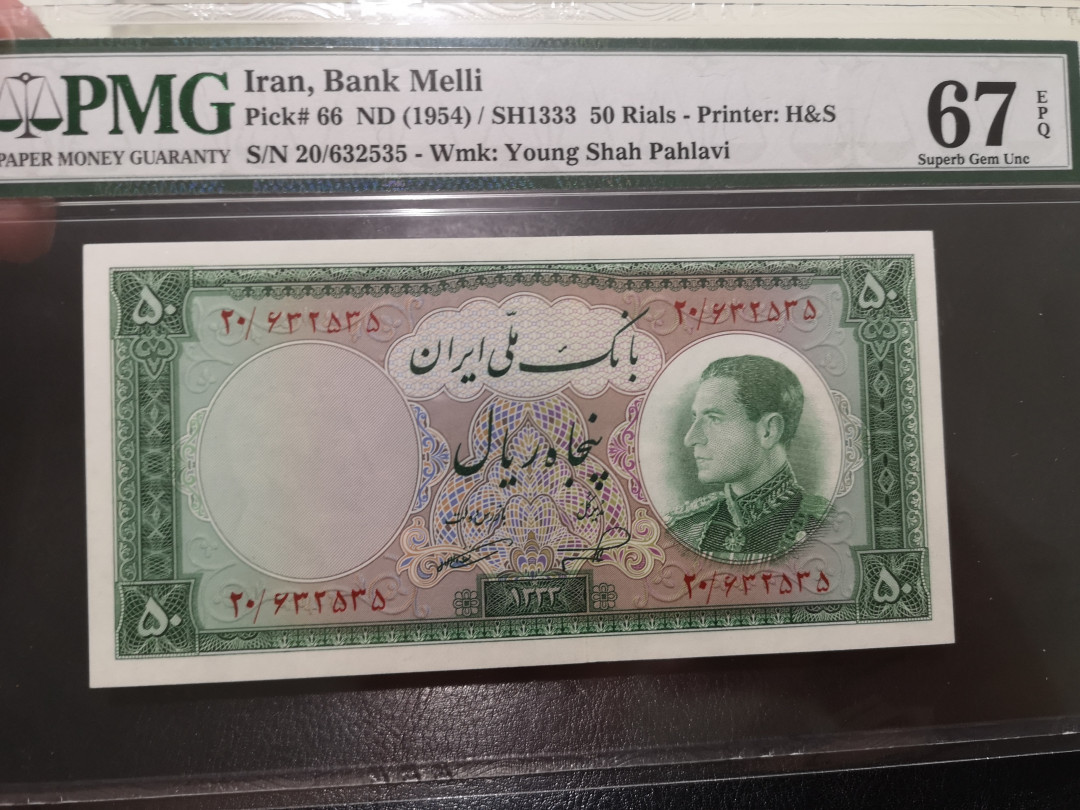 PMG
PAPER MONEY GUARANTY
Iran, Bank Melli
Pick# 66 ND (1954) / SH1333 50 Rials - Printer: H&S
S/N 20/632535 - Wmk: Young Shah Pahlavi
67
EPQ
Superb Gem Unc
۵۰
۵۰
۲۰/۶۳۲۵۳۵
۲۰/۶۳۲۵۳۵
بانک ملّی ایران
پنجاه ریال
۲۰/۶۳۲۵۳۵
۲۰/۶۳۲۵۳۵
۱۳۳۳
۵۰
۵۰